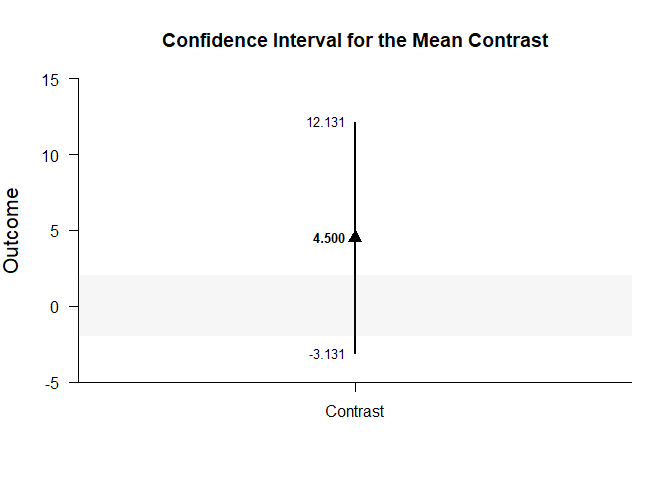 Confidence Interval for the Mean Contrast
15
12.131
10
Outcome
5
4.500
0
-3.131
-5
Contrast